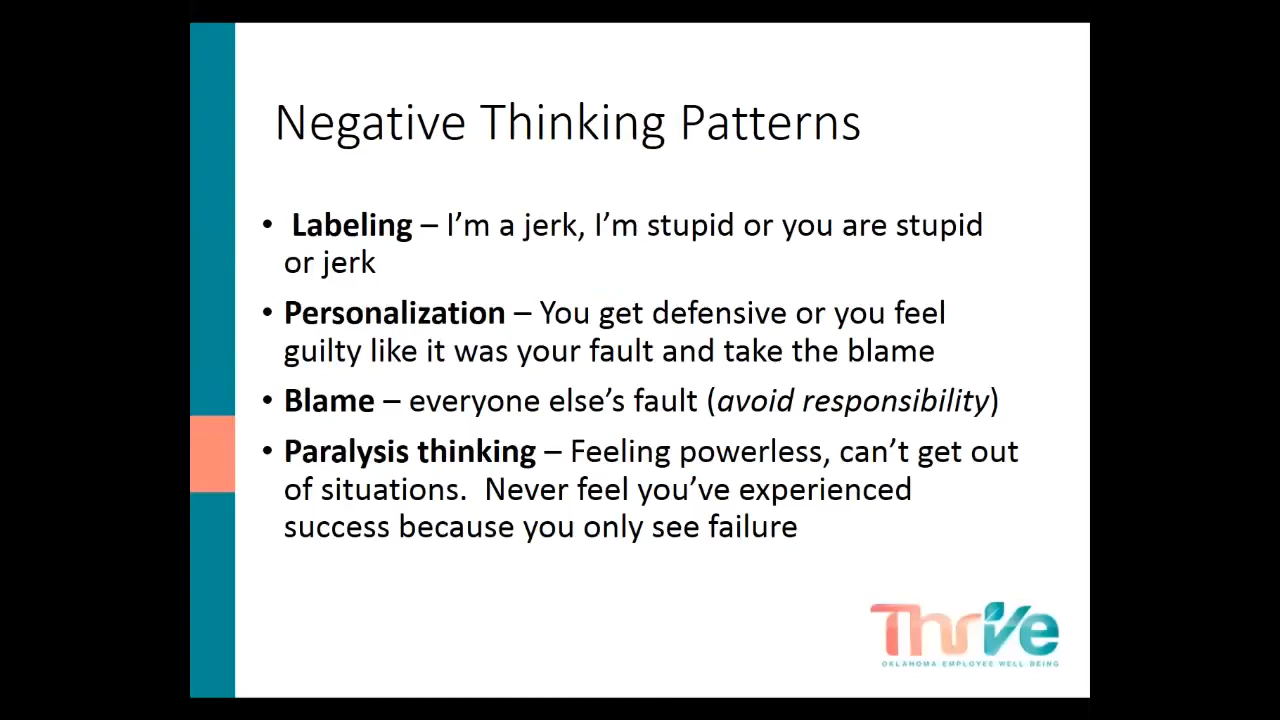 Negative Thinking Patterns
• Labeling – I'm a jerk, I'm stupid or you are stupid
or jerk
• Personalization – You get defensive or you feel
guilty like it was your fault and take the blame
• Blame – everyone else's fault (avoid responsibility)
• Paralysis thinking – Feeling powerless, can't get out
of situations.  Never feel you've experienced
success because you only see failure
Thrive
OKLAHOMA EMPLOYEE WELL BEING